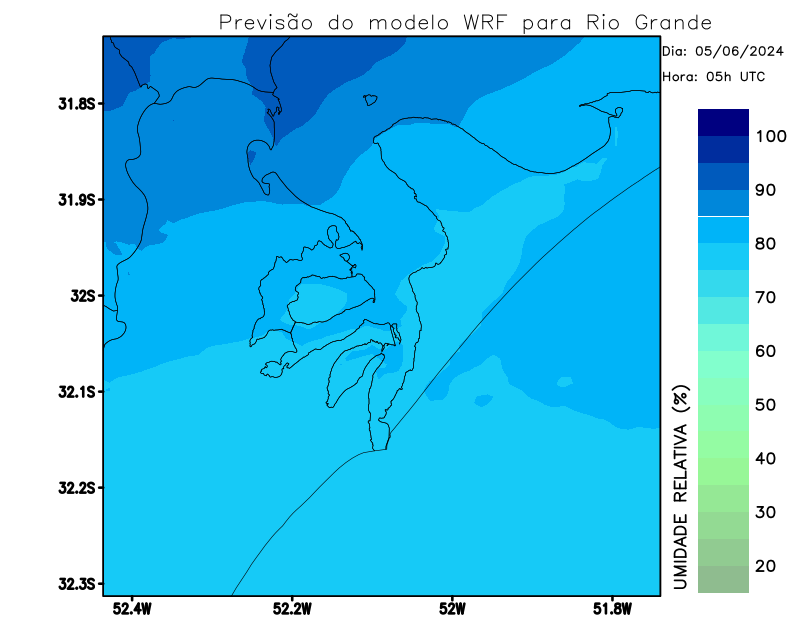 Previsão do modelo WRF para Rio Grande
Dia: 05/06/2024
Hora: 05h UTC
31.8S
31.9S
32S
32.1S
32.2S
32.3S
52.4W
52.2W
52W
51.8W
100
90
80
70
60
50
40
30
20
UMIDADE RELATIVA (%)